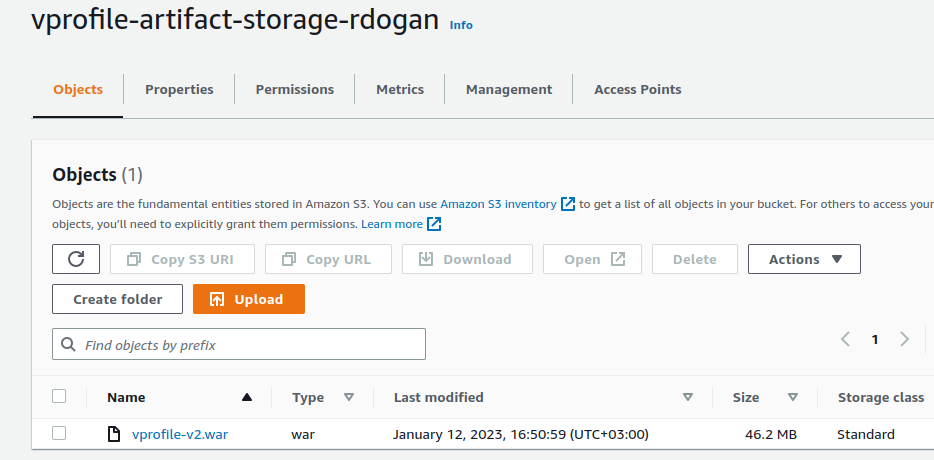 vprofile-artifact-storage-rdogan Info
Objects Properties Permissions Metrics Management Access Points
Objects (1)
Objects are the fundamental entities stored in Amazon S3. You can use Amazon S3 inventory to get a list of all objects in your bucket. For others to access your
objects, you'll need to explicitly grant them permissions. Learn more
Copy S3 URI Copy URL Download Open Delete Actions
Create folder Upload
Find objects by prefix 1
Name Type Last modified Size Storage class
vprofile-v2.war war January 12, 2023, 16:50:59 (UTC+03:00) 46.2 MB Standard